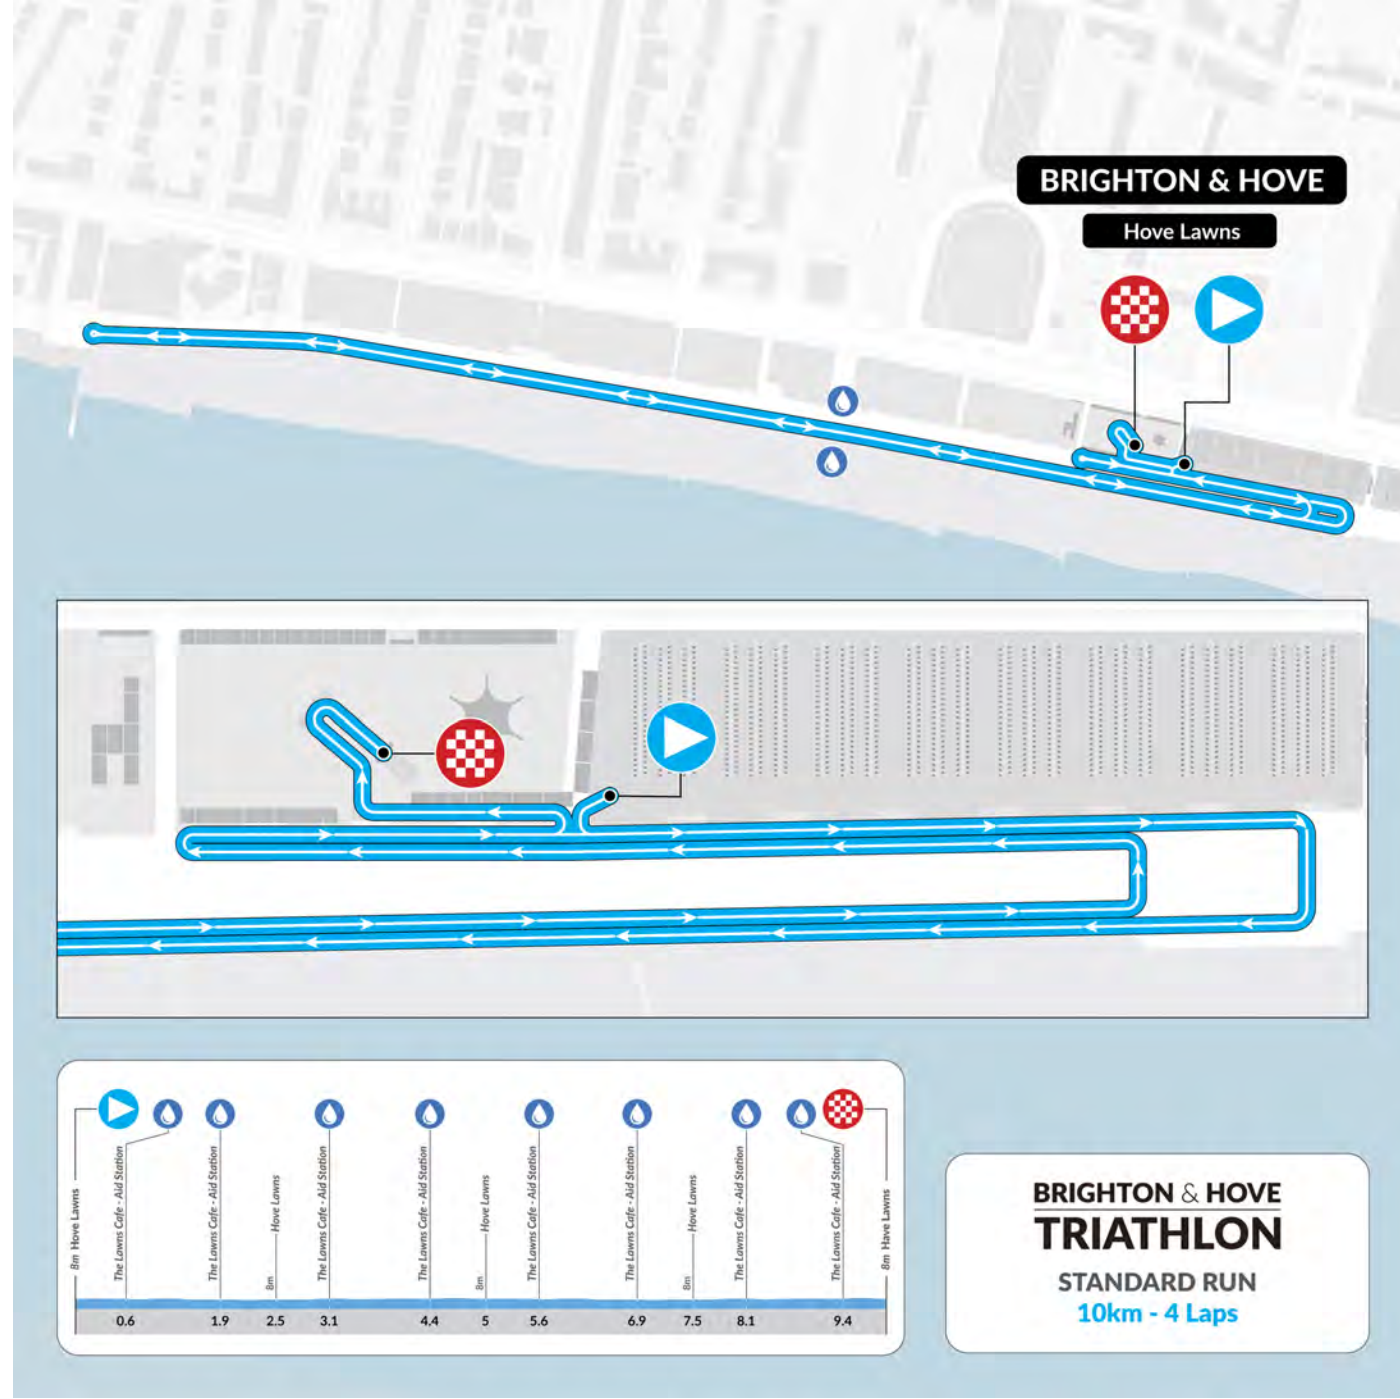 BRIGHTON & HOVE
Hove Lawns
8m Hove Lawns
The Lawns Cafe - Aid Station
The Lawns Cafe - Aid Station
8m Hove Lawns
The Lawns Cafe - Aid Station
The Lawns Cafe - Aid Station
8m Hove Lawns
The Lawns Cafe - Aid Station
The Lawns Cafe - Aid Station
8m Hove Lawns
The Lawns Cafe - Aid Station
The Lawns Cafe - Aid Station
8m Have Lawns
0.6 1.9 2.5 3.1 4.4 5 5.6 6.9 7.5 8.1 9.4
BRIGHTON & HOVE
TRIATHLON
STANDARD RUN
10km - 4 Laps